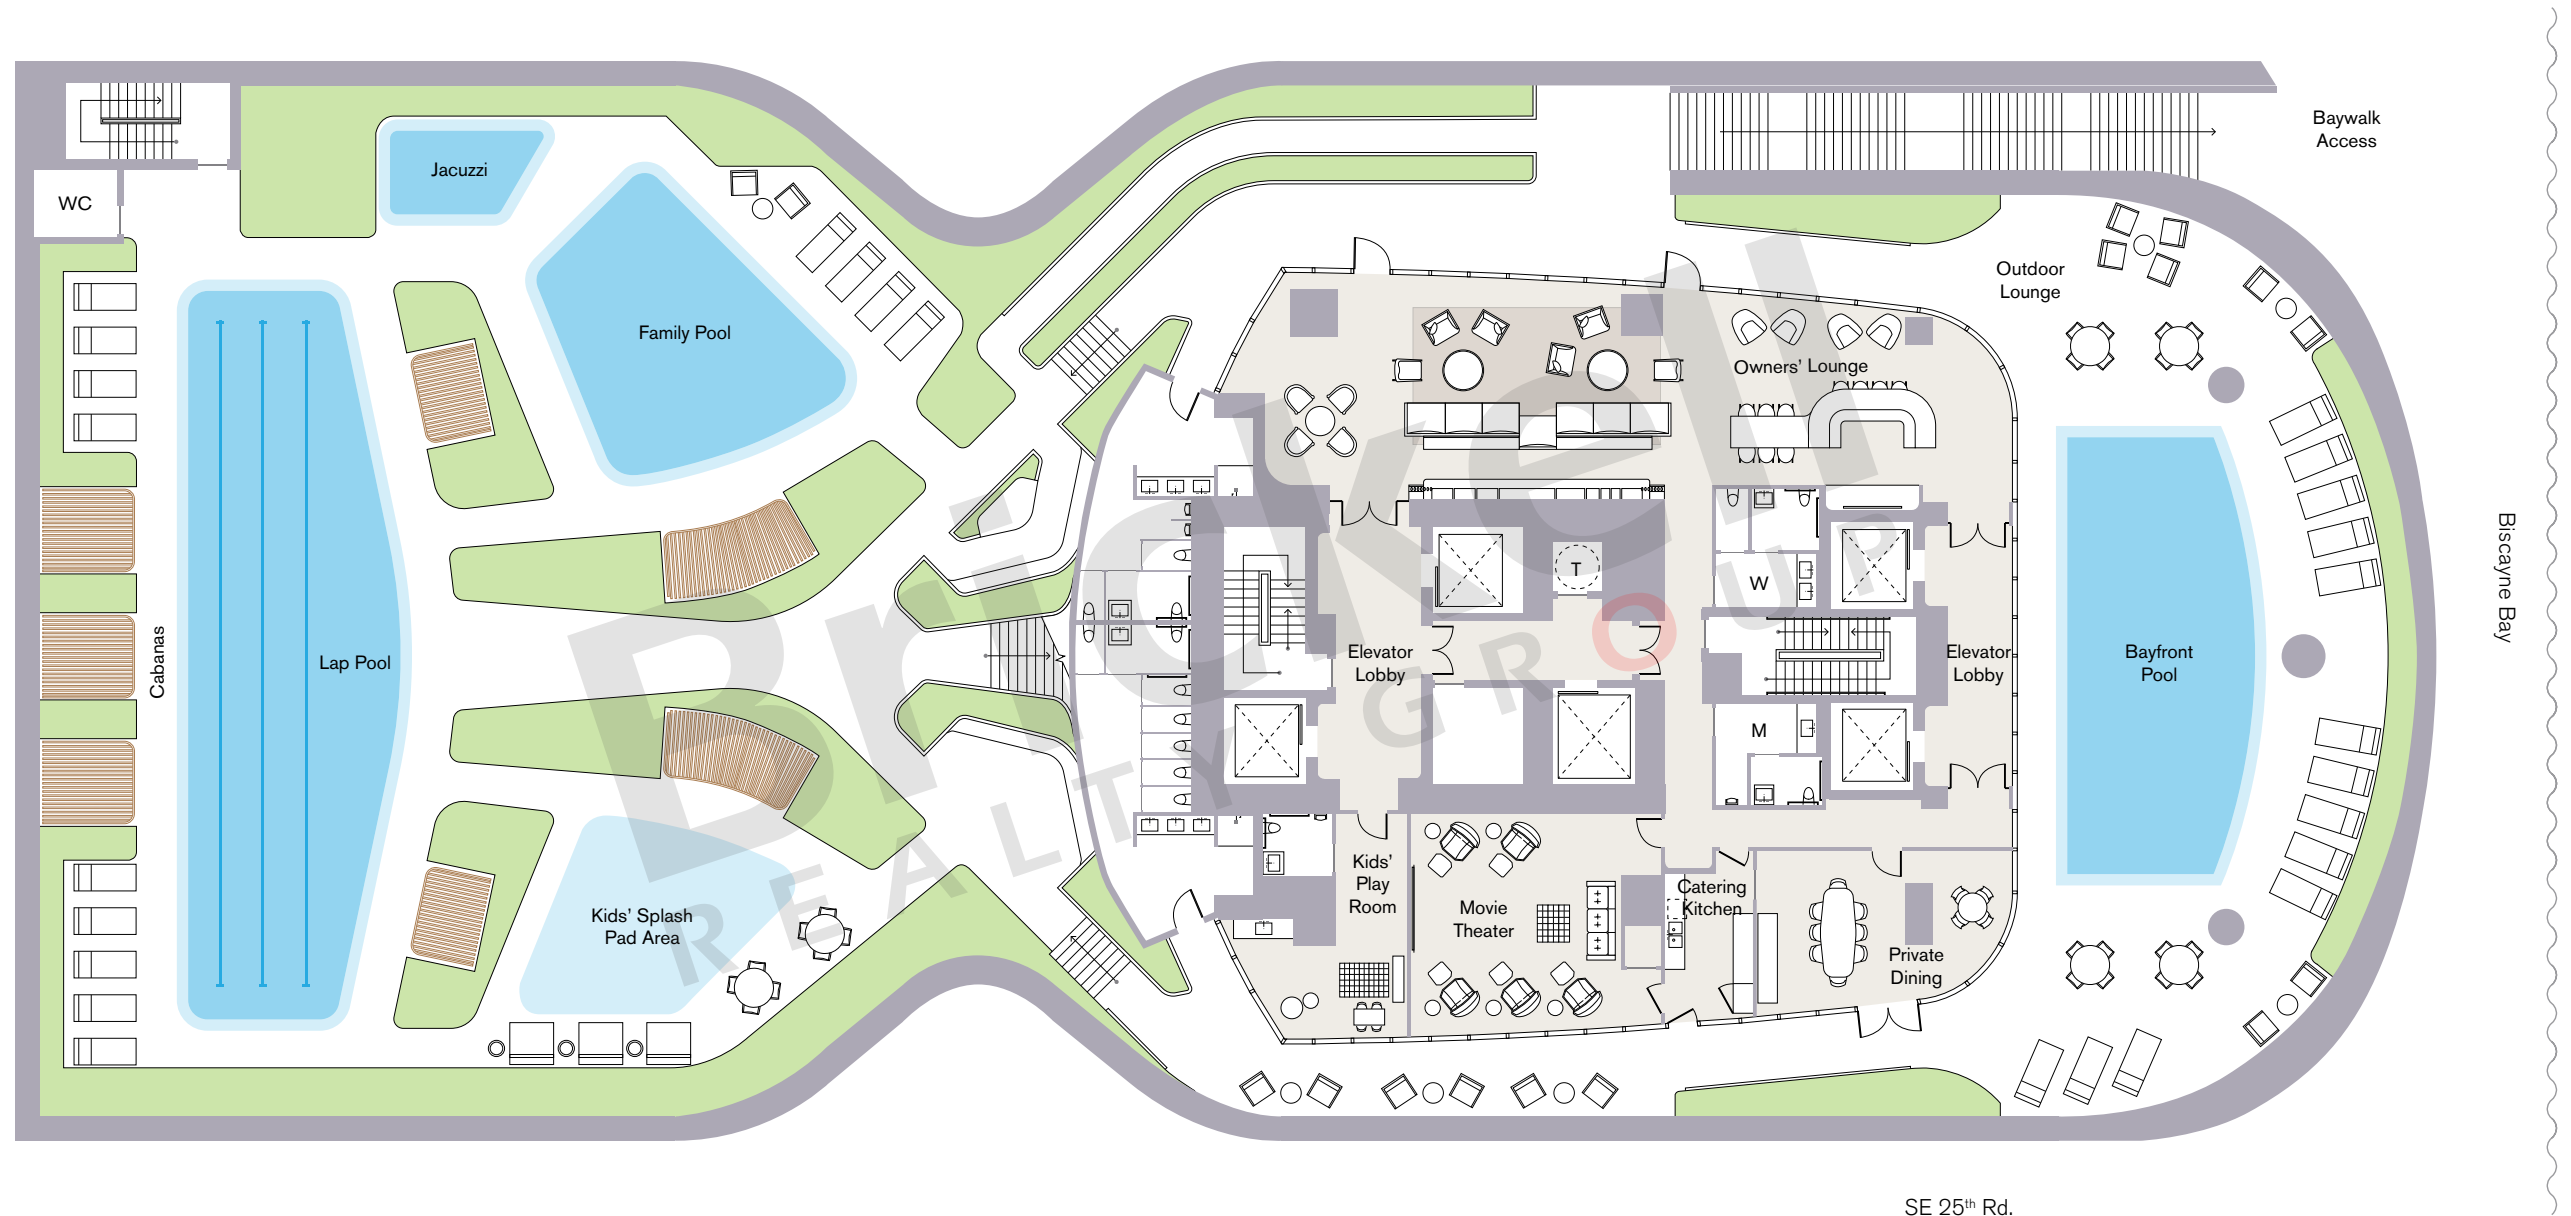 Baywalk
Access
Jacuzzi
WC
Family Pool
Outdoor
Lounge
Owners' Lounge
Cabanas
Lap Pool
T
W
Elevator
Lobby
Elevator
Lobby
Bayfront
Pool
Biscayne Bay
M
Kids' Splash
Pad Area
Kids'
Play
Room
Movie
Theater
Catering
Kitchen
Private
Dining
SE 25th Rd.
Brickell
REALTY GROUP